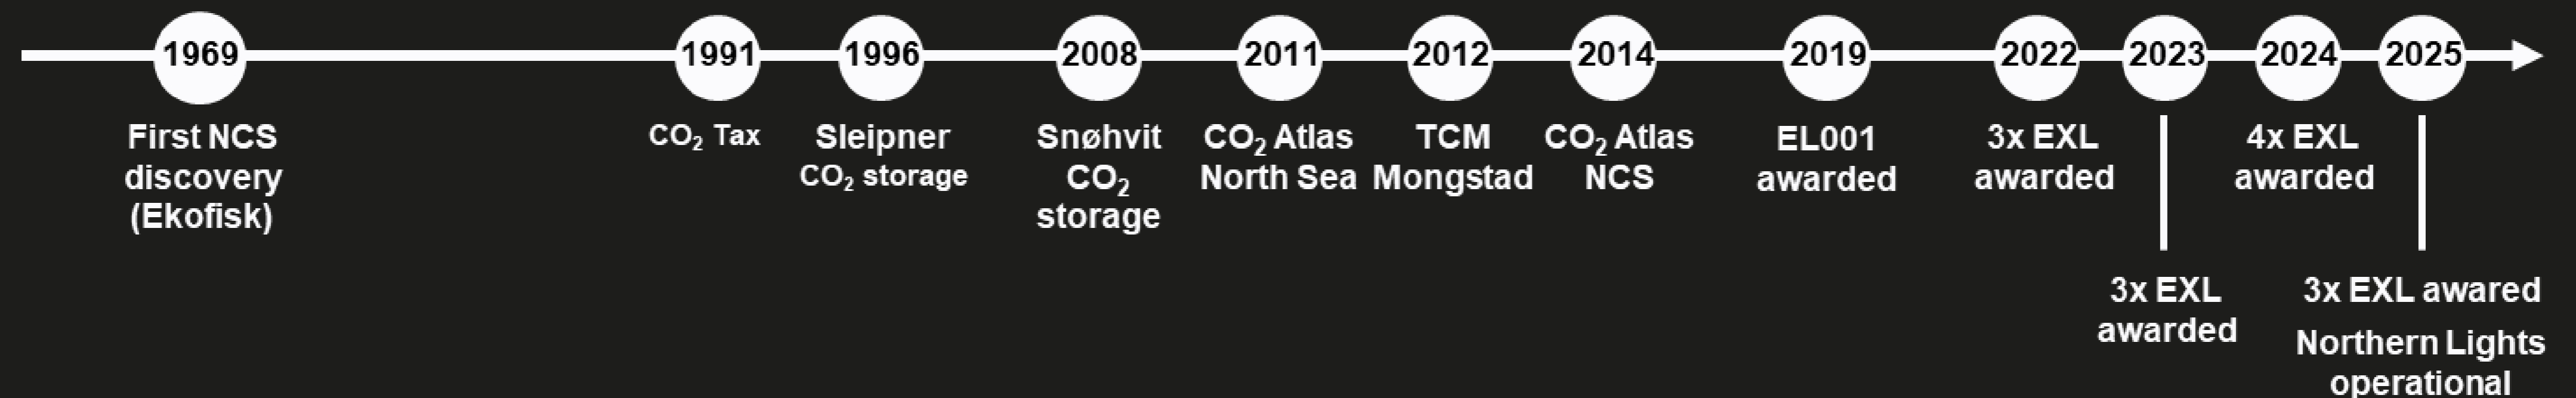 1969
1991
1996
2008
2011
2012
2014
2019
2022
2023
2024
2025
First NCS
discovery
(Ekofisk)
CO₂ Tax
Sleipner
CO₂ storage
Snøhvit
CO₂
storage
CO₂ Atlas
North Sea
TCM
Mongstad
CO₂ Atlas
NCS
EL001
awarded
3x EXL
awarded
3x EXL
awarded
4x EXL
awarded
3x EXL awared
Northern Lights
operational